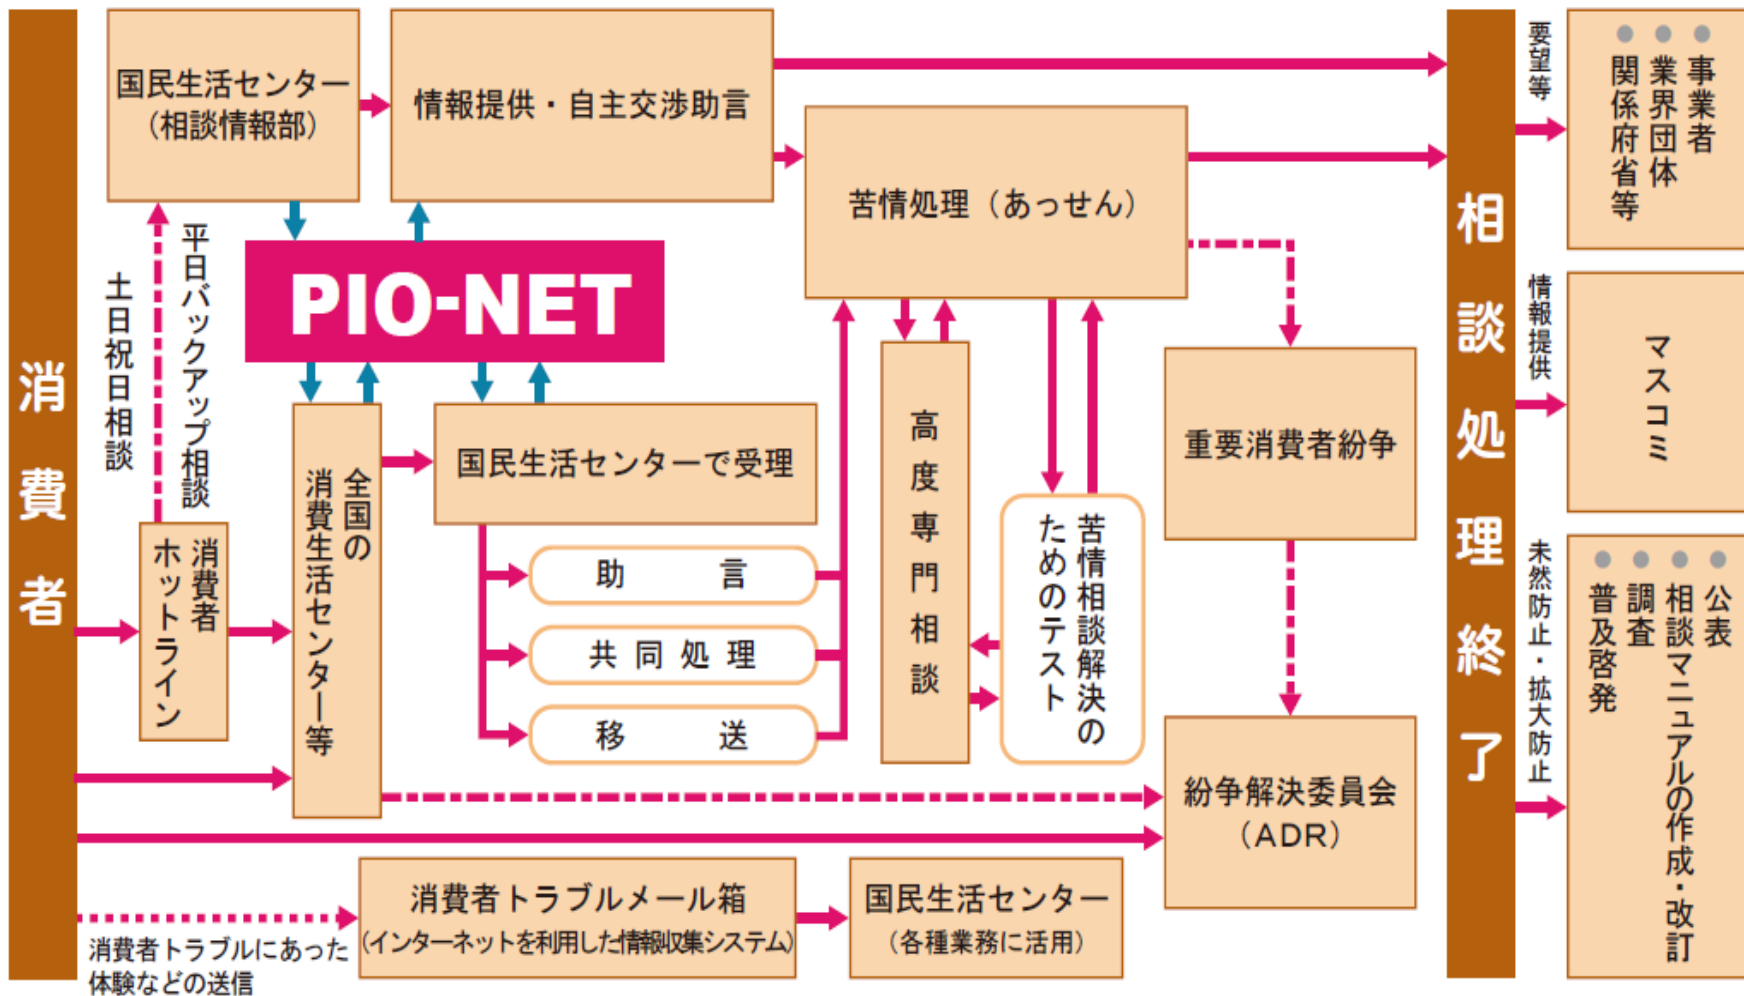 消費者
国民生活センター
（相談情報部）
情報提供・自主交渉助言
苦情処理（あっせん）
PIO-NET
平日バックアップ相談
土日祝日相談
消費者
ホットライン
全国の
消費生活センター等
国民生活センターで受理
助言
共同処理
移送
高度専門相談
苦情相談解決の
ためのテスト
重要消費者紛争
紛争解決委員会
（ADR）
消費者トラブルにあった
体験などの送信
消費者トラブルメール箱
（インターネットを利用した情報収集システム）
国民生活センター
（各種業務に活用）
相談処理終了
要望等
●事業者
●業界団体
●関係府省等
情報提供
マスコミ
未然防止・拡大防止
●公表
●相談マニュアルの作成・改訂
●調査
●普及啓発